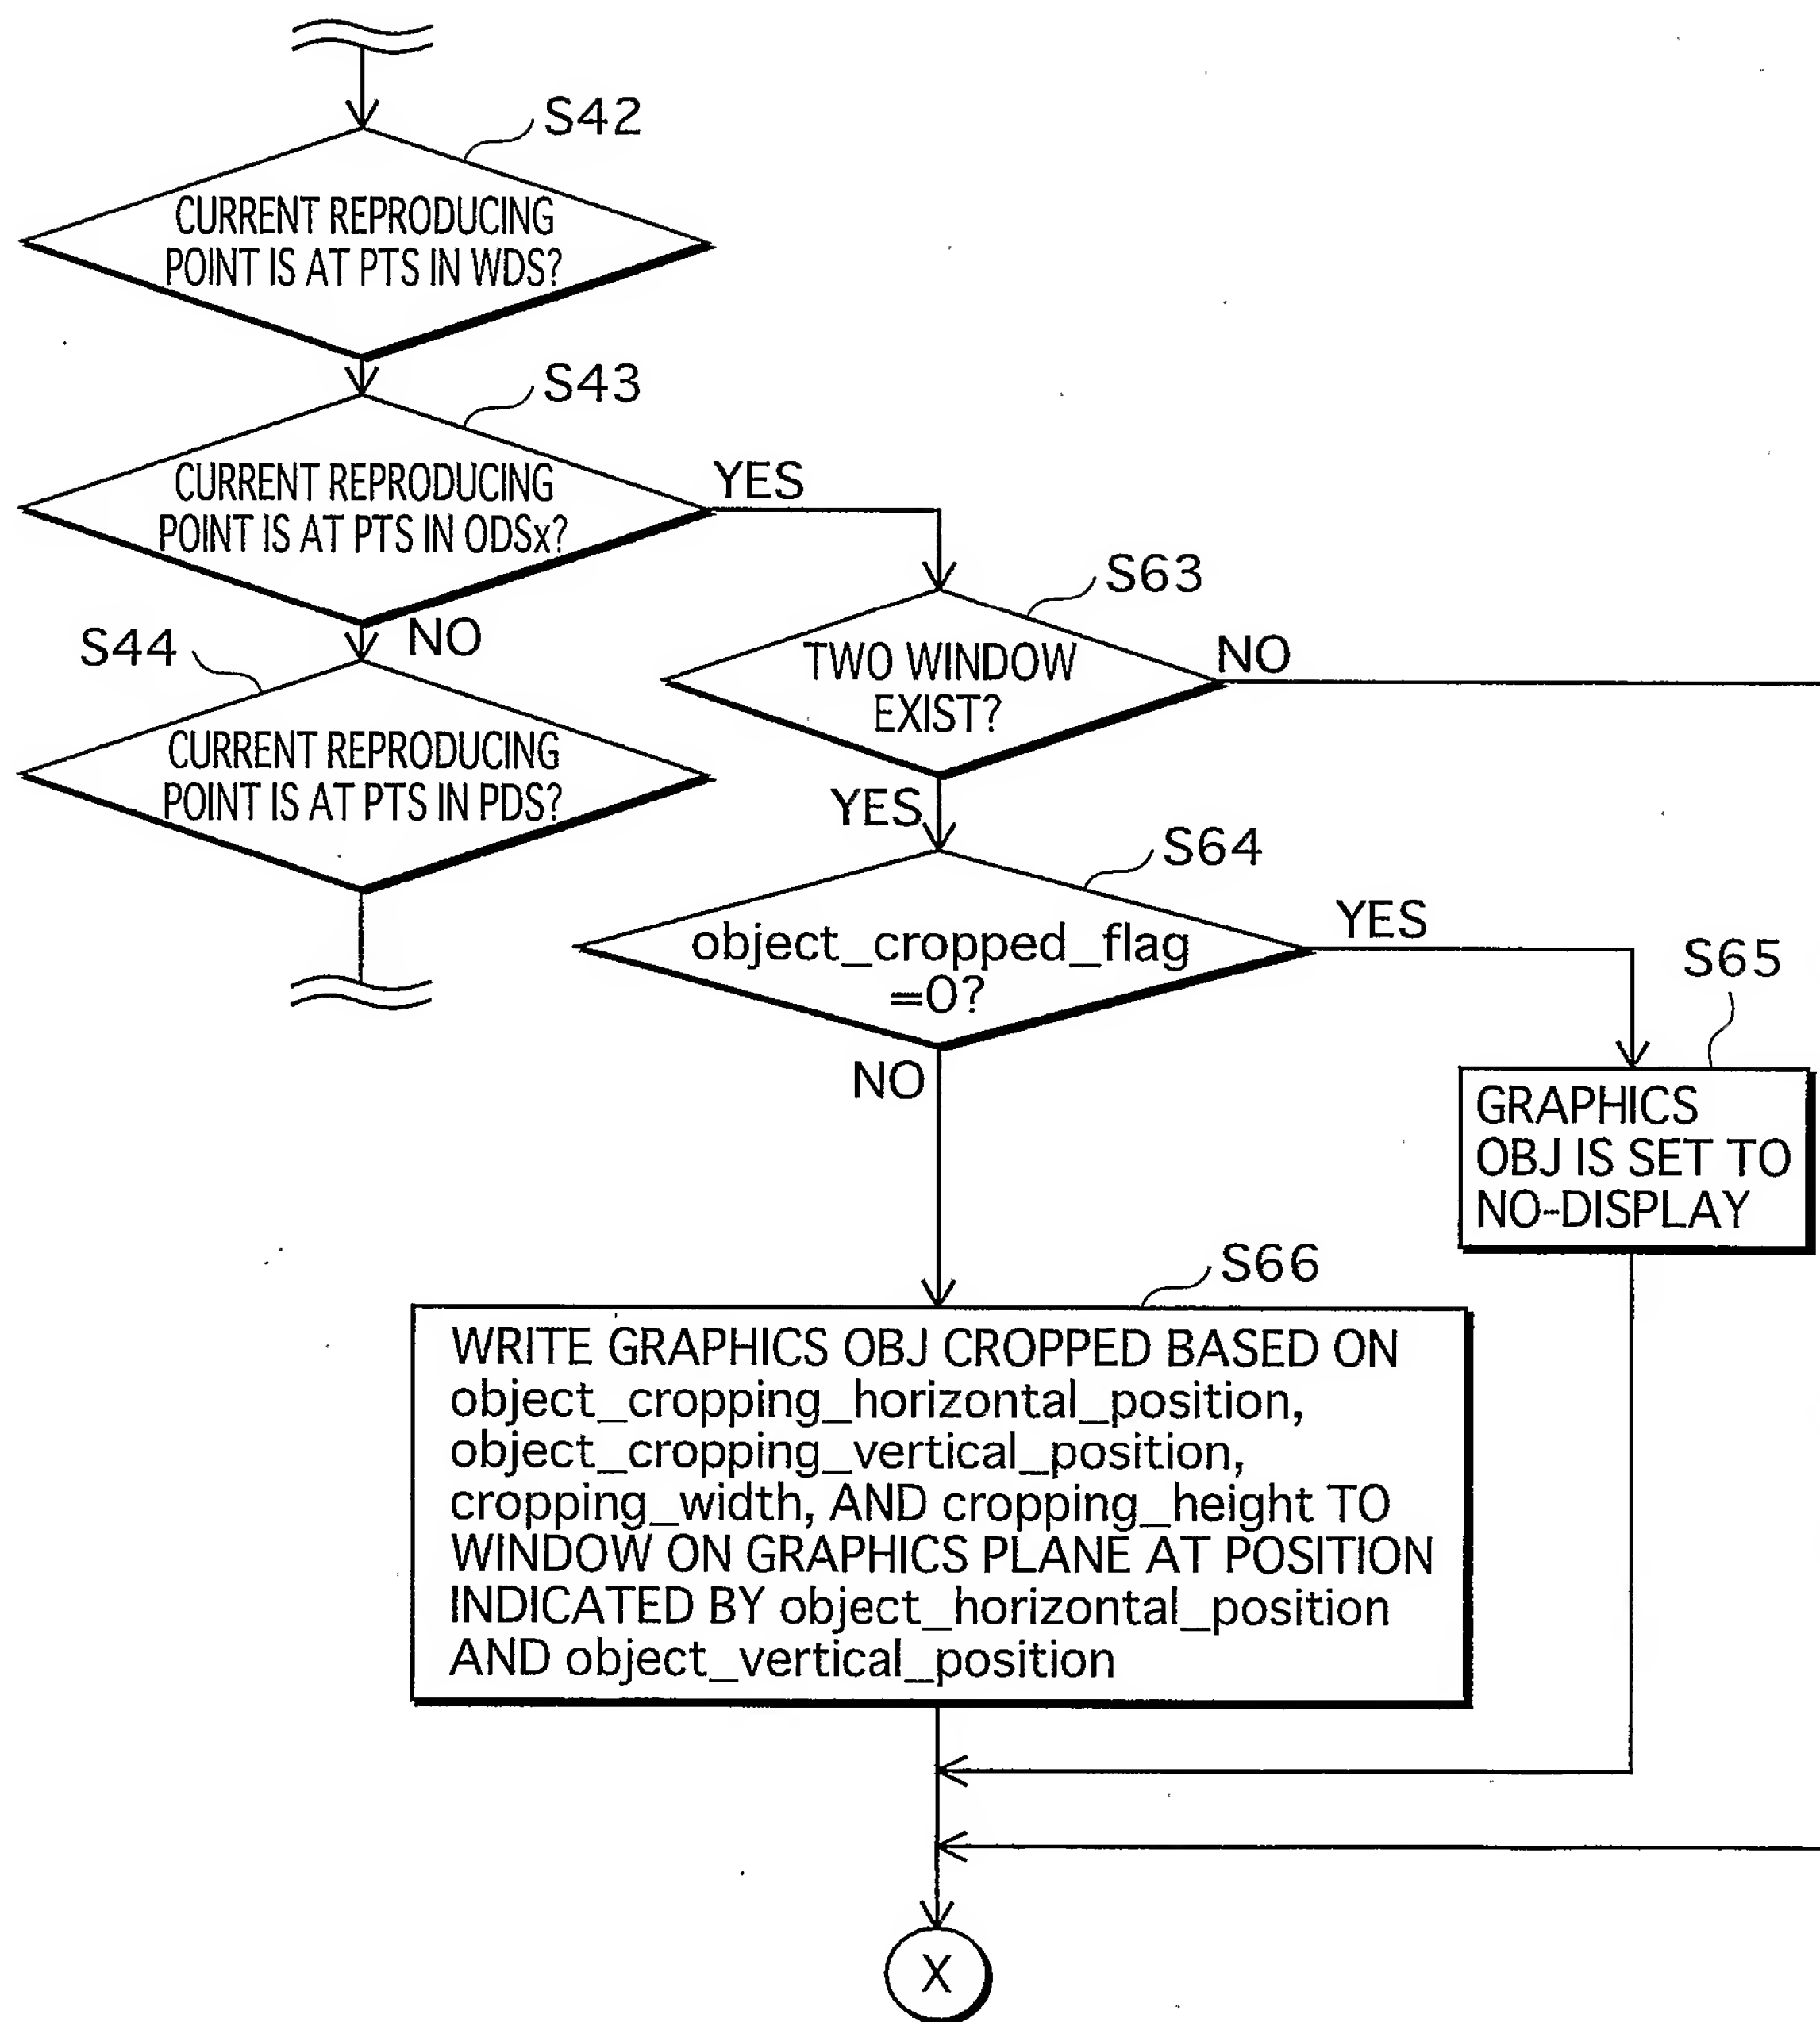 S42
CURRENT REPRODUCING
POINT IS AT PTS IN WDS?
S43
CURRENT REPRODUCING
POINT IS AT PTS IN ODSx?
YES
NO
S44
CURRENT REPRODUCING
POINT IS AT PTS IN PDS?
S63
TWO WINDOW
EXIST?
NO
YES
S64
object_cropped_flag
=0?
YES
NO
S65
GRAPHICS
OBJ IS SET TO
NO-DISPLAY
S66
WRITE GRAPHICS OBJ CROPPED BASED ON
object_cropping_horizontal_position,
object_cropping_vertical_position,
cropping_width, AND cropping_height TO
WINDOW ON GRAPHICS PLANE AT POSITION
INDICATED BY object_horizontal_position
AND object_vertical_position
X